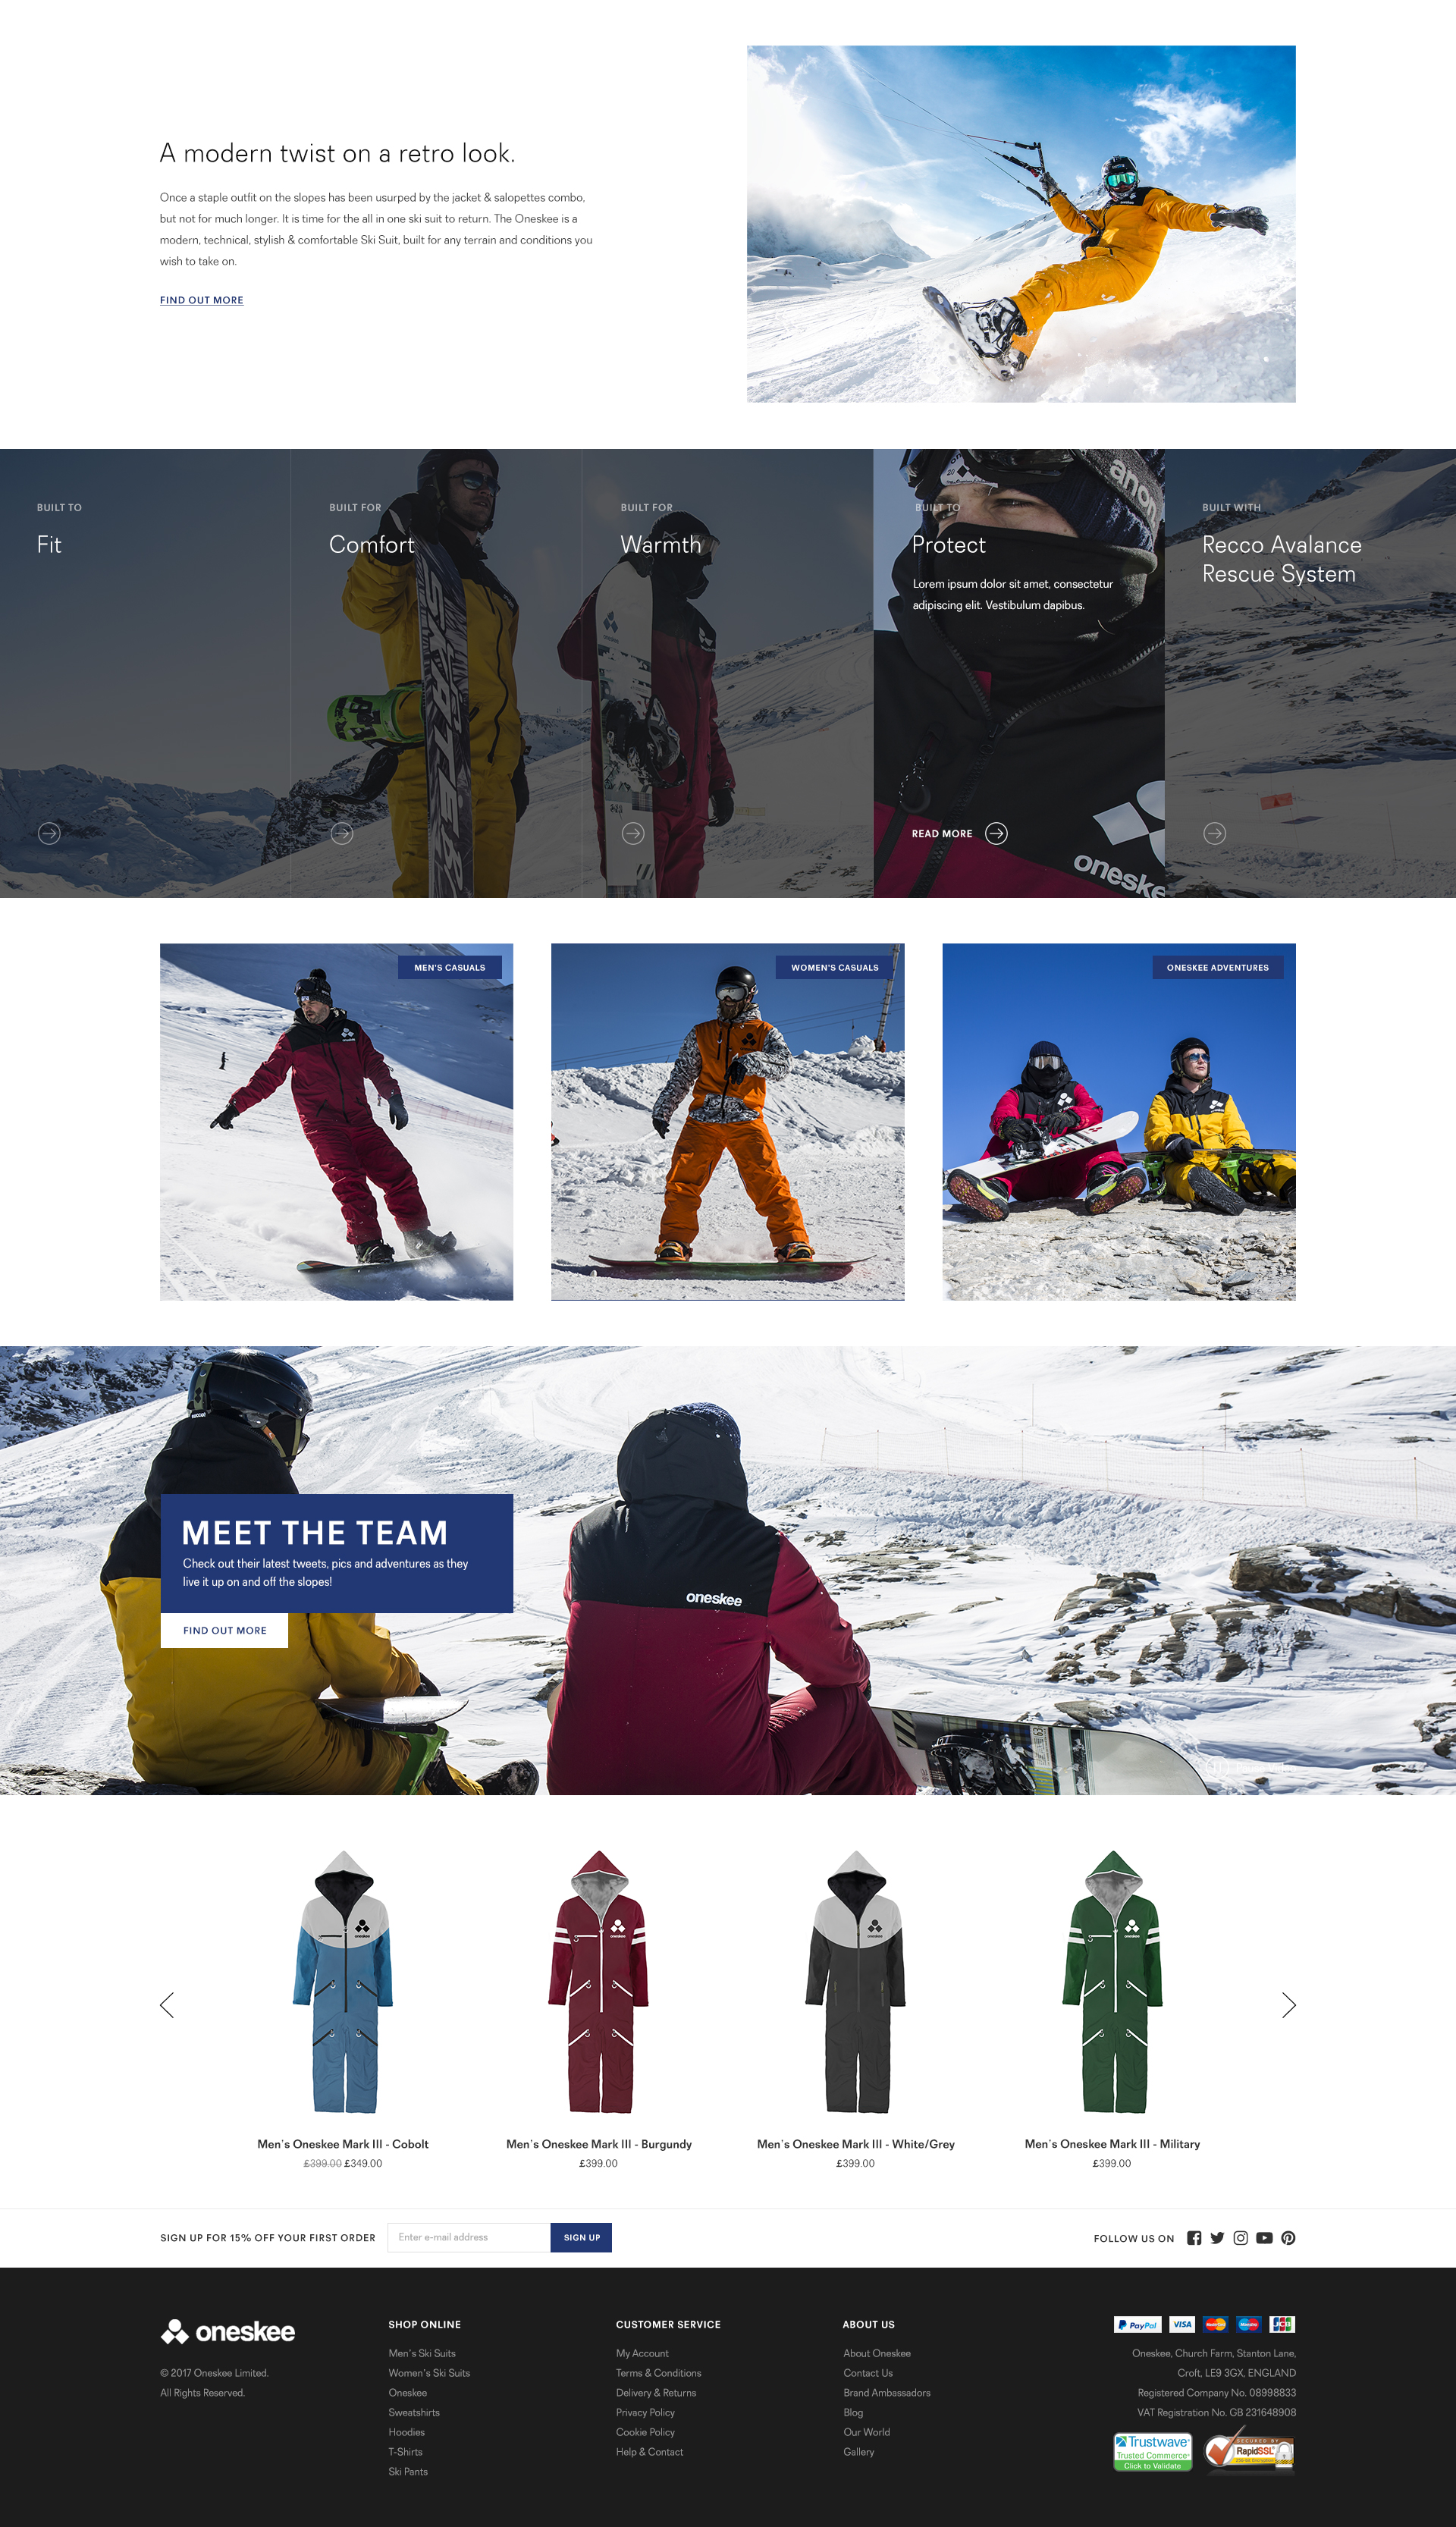 A modern twist on a retro look.
Once a staple outfit on the slopes has been usurped by the jacket & salopettes combo,
but not for much longer. It is time for the all in one ski suit to return. The Oneskee is a
modern, technical, stylish & comfortable Ski Suit, built for any terrain and conditions you
wish to take on.
FIND OUT MORE
BUILT TO
Fit
BUILT FOR
Comfort
BUILT FOR
Warmth
BUILT TO
Protect
Lorem ipsum dolor sit amet, consectetur
adipiscing elit. Vestibulum dapibus.
READ MORE
anon
20
oneskee
BUILT WITH
Recco Avalance
Rescue System
MEN'S CASUALS
WOMEN'S CASUALS
ONESKEE ADVENTURES
MEET THE TEAM
Check out their latest tweets, pics and adventures as they
live it up on and off the slopes!
FIND OUT MORE
oneskee
Men's Oneskee Mark III - Cobolt
£399.00 £349.00
Men's Oneskee Mark III - Burgundy
£399.00
Men's Oneskee Mark III - White/Grey
£399.00
Men's Oneskee Mark III - Military
£399.00
SIGN UP FOR 15% OFF YOUR FIRST ORDER
Enter e-mail address
SIGN UP
FOLLOW US ON
oneskee
© 2017 Oneskee Limited.
All Rights Reserved.
SHOP ONLINE
Men's Ski Suits
Women's Ski Suits
Oneskee
Sweatshirts
Hoodies
T-Shirts
Ski Pants
CUSTOMER SERVICE
My Account
Terms & Conditions
Delivery & Returns
Privacy Policy
Cookie Policy
Help & Contact
ABOUT US
About Oneskee
Contact Us
Brand Ambassadors
Blog
Our World
Gallery
PayPal VISA MasterCard Maestro JCB
Oneskee, Church Farm, Stanton Lane,
Croft, LE9 3GX, ENGLAND
Registered Company No. 08998833
VAT Registration No. GB 231648908
Trustwave
Trusted Commerce
Click to Validate
SECURED BY
RapidSSL